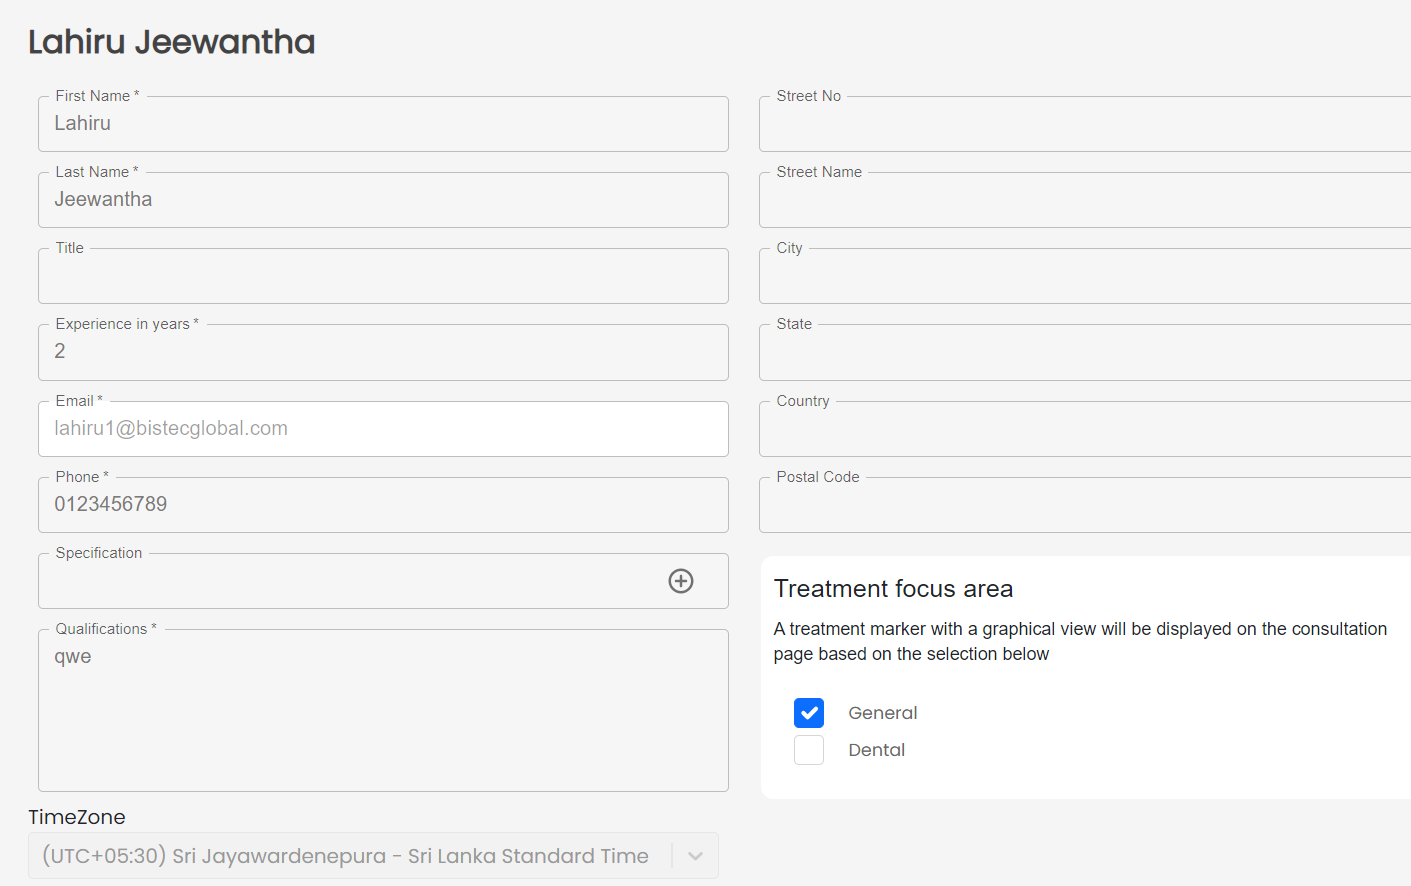 Lahiru Jeewantha
First Name *
Lahiru
Last Name *
Jeewantha
Title
Experience in years *
2
Email *
lahiru1@bistecglobal.com
Phone *
0123456789
Specification
Qualifications *
qwe
TimeZone
(UTC+05:30) Sri Jayawardenepura - Sri Lanka Standard Time
Street No
Street Name
City
State
Country
Postal Code
Treatment focus area
A treatment marker with a graphical view will be displayed on the consultation
page based on the selection below
General
Dental